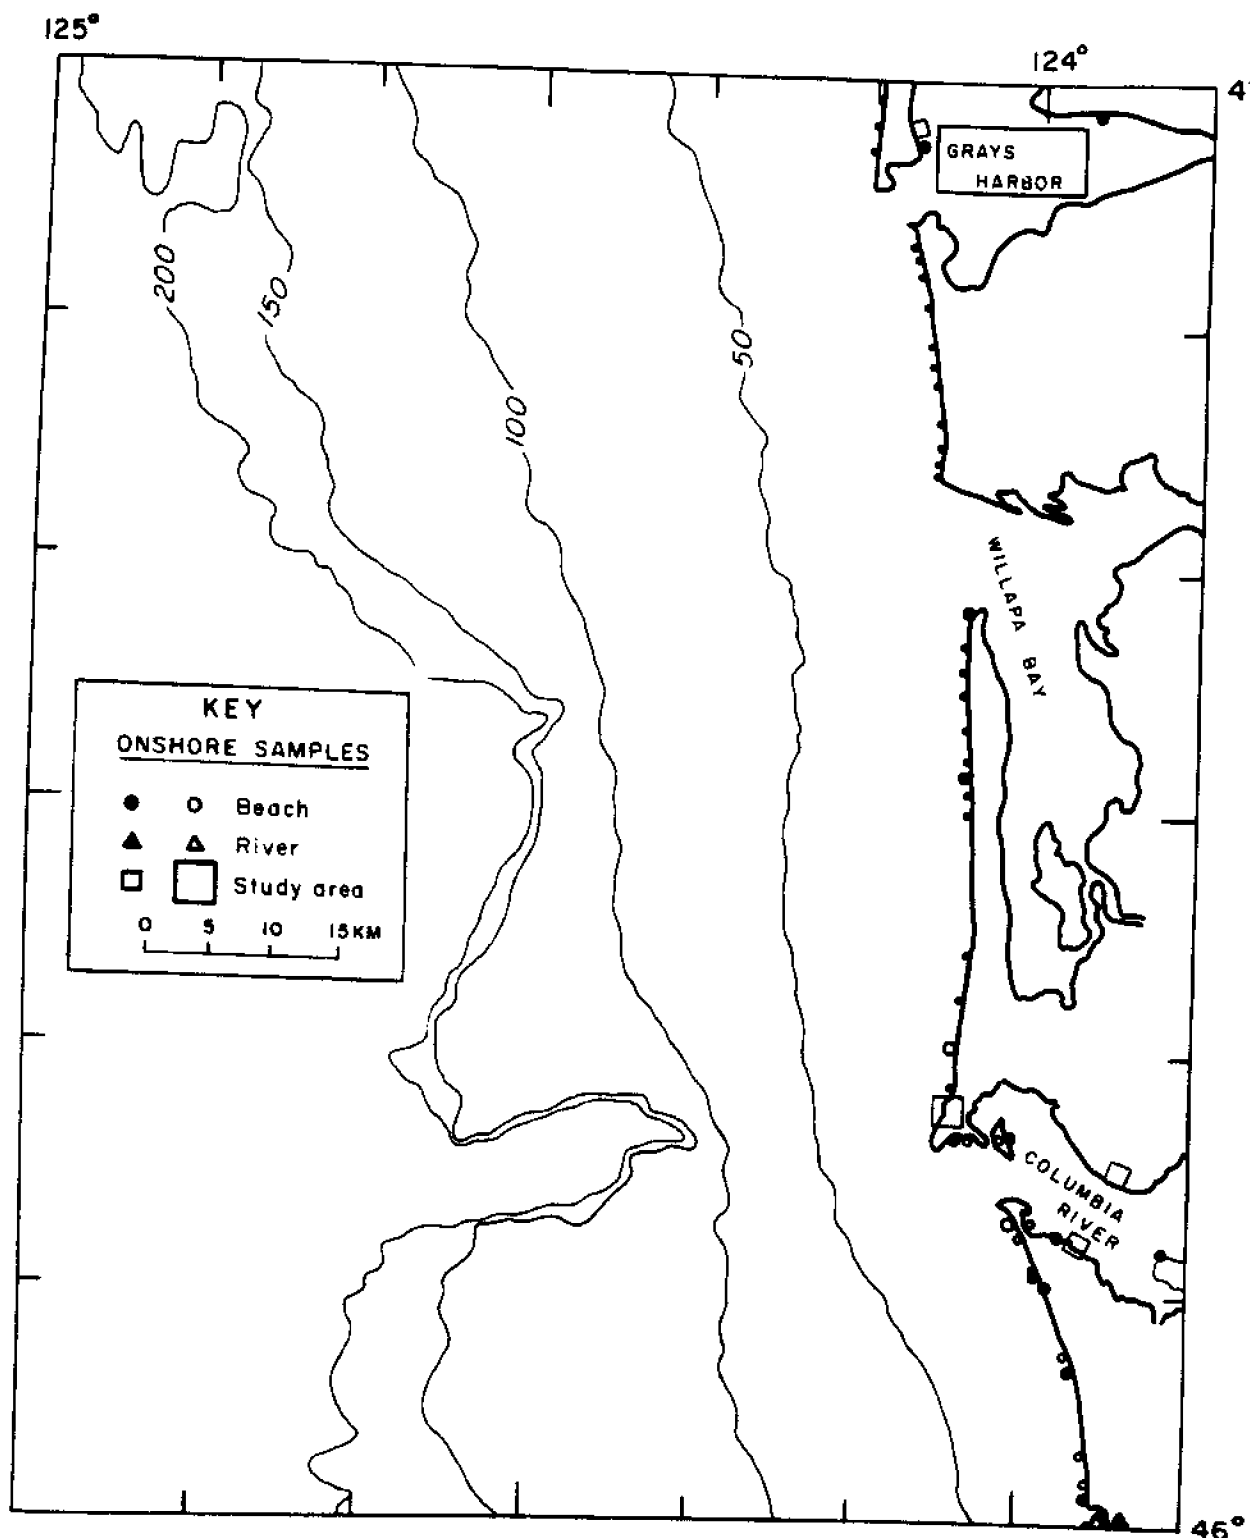 125°
124°
4
GRAYS
HARBOR
200
150
50
100
WILLAPA BAY
KEY
ONSHORE SAMPLES
Beach
River
Study area
0 5 10 15KM
COLUMBIA
RIVER
46°